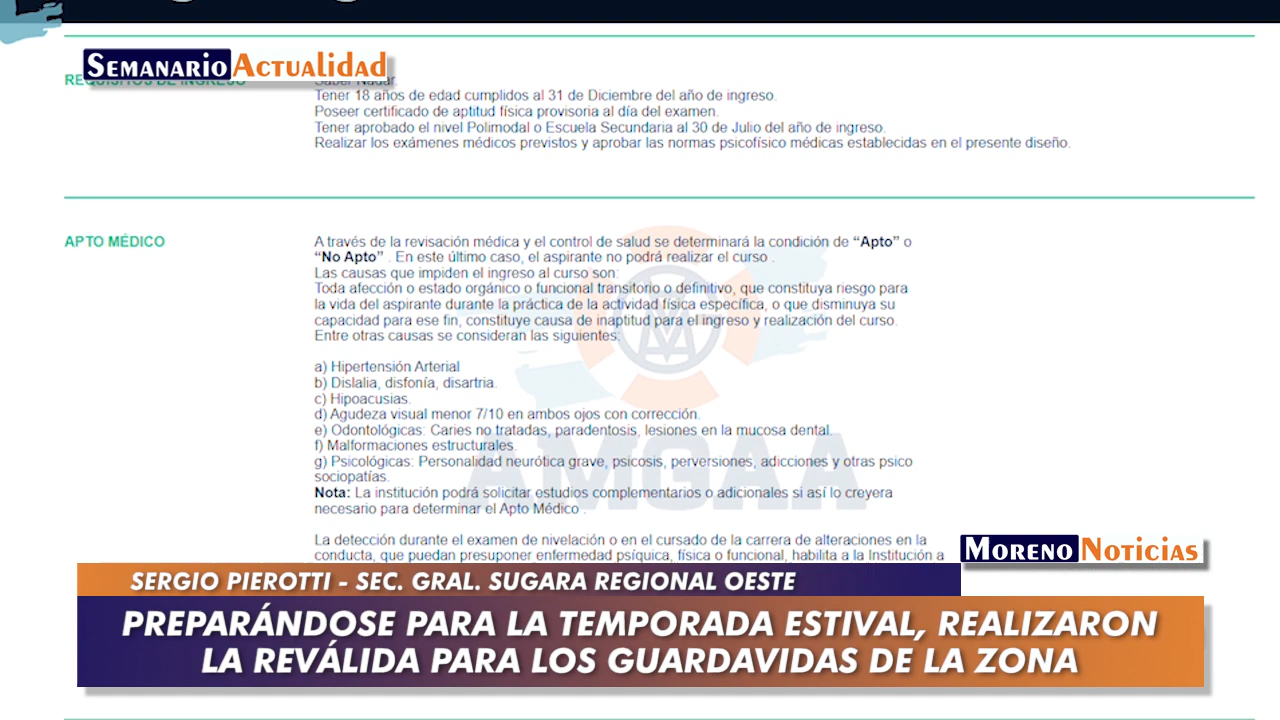 SEMANARIO ACTUALIDAD
REQUISITOS DE INGRESO
Saber Nadar.
Tener 18 años de edad cumplidos al 31 de Diciembre del año de ingreso.
Poseer certificado de aptitud física provisoria al día del examen.
Tener aprobado el nivel Polimodal o Escuela Secundaria al 30 de Julio del año de ingreso.
Realizar los exámenes médicos previstos y aprobar las normas psicofísico médicas establecidas en el presente diseño.
APTO MÉDICO
A través de la revisación médica y el control de salud se determinará la condición de “Apto” o
“No Apto” . En este último caso, el aspirante no podrá realizar el curso .
Las causas que impiden el ingreso al curso son:
Toda afección o estado orgánico o funcional transitorio o definitivo, que constituya riesgo para
la vida del aspirante durante la práctica de la actividad física específica, o que disminuya su
capacidad para ese fin, constituye causa de inaptitud para el ingreso y realización del curso.
Entre otras causas se consideran las siguientes:
a) Hipertensión Arterial
b) Dislalia, disfonía, disartria.
c) Hipoacusias.
d) Agudeza visual menor 7/10 en ambos ojos con corrección.
e) Odontológicas: Caries no tratadas, paradentosis, lesiones en la mucosa dental.
f) Malformaciones estructurales.
g) Psicológicas: Personalidad neurótica grave, psicosis, perversiones, adicciones y otras psico
sociopatías.
Nota: La institución podrá solicitar estudios complementarios o adicionales si así lo creyera
necesario para determinar el Apto Médico .
AMGAA
La detección durante el examen de nivelación o en el cursado de la carrera de alteraciones en la
conducta, que puedan presuponer enfermedad psíquica, física o funcional, habilita a la Institución a
MORENO NOTICIAS
SERGIO PIEROTTI - SEC. GRAL. SUGARA REGIONAL OESTE
PREPARÁNDOSE PARA LA TEMPORADA ESTIVAL, REALIZARON
LA REVÁLIDA PARA LOS GUARDAVIDAS DE LA ZONA